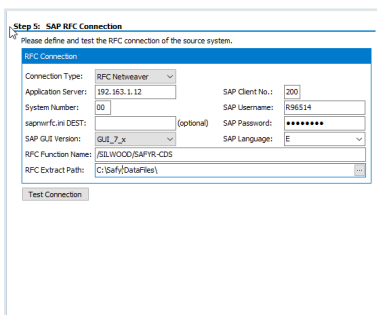 Step 5: SAP RFC Connection
Please define and test the RFC connection of the source system.
RFC Connection
Connection Type: RFC Netweaver
Application Server: 192.163.1.12 SAP Client No.: 200
System Number: 00 SAP Username: R96514
sapnwrfc.ini DEST: (optional) SAP Password: ●●●●●●●●
SAP GUI Version: GUI_7_x SAP Language: E
RFC Function Name: /SILWOOD/SAFYR-CDS
RFC Extract Path: C:\Safy\DataFiles\ ...
Test Connection